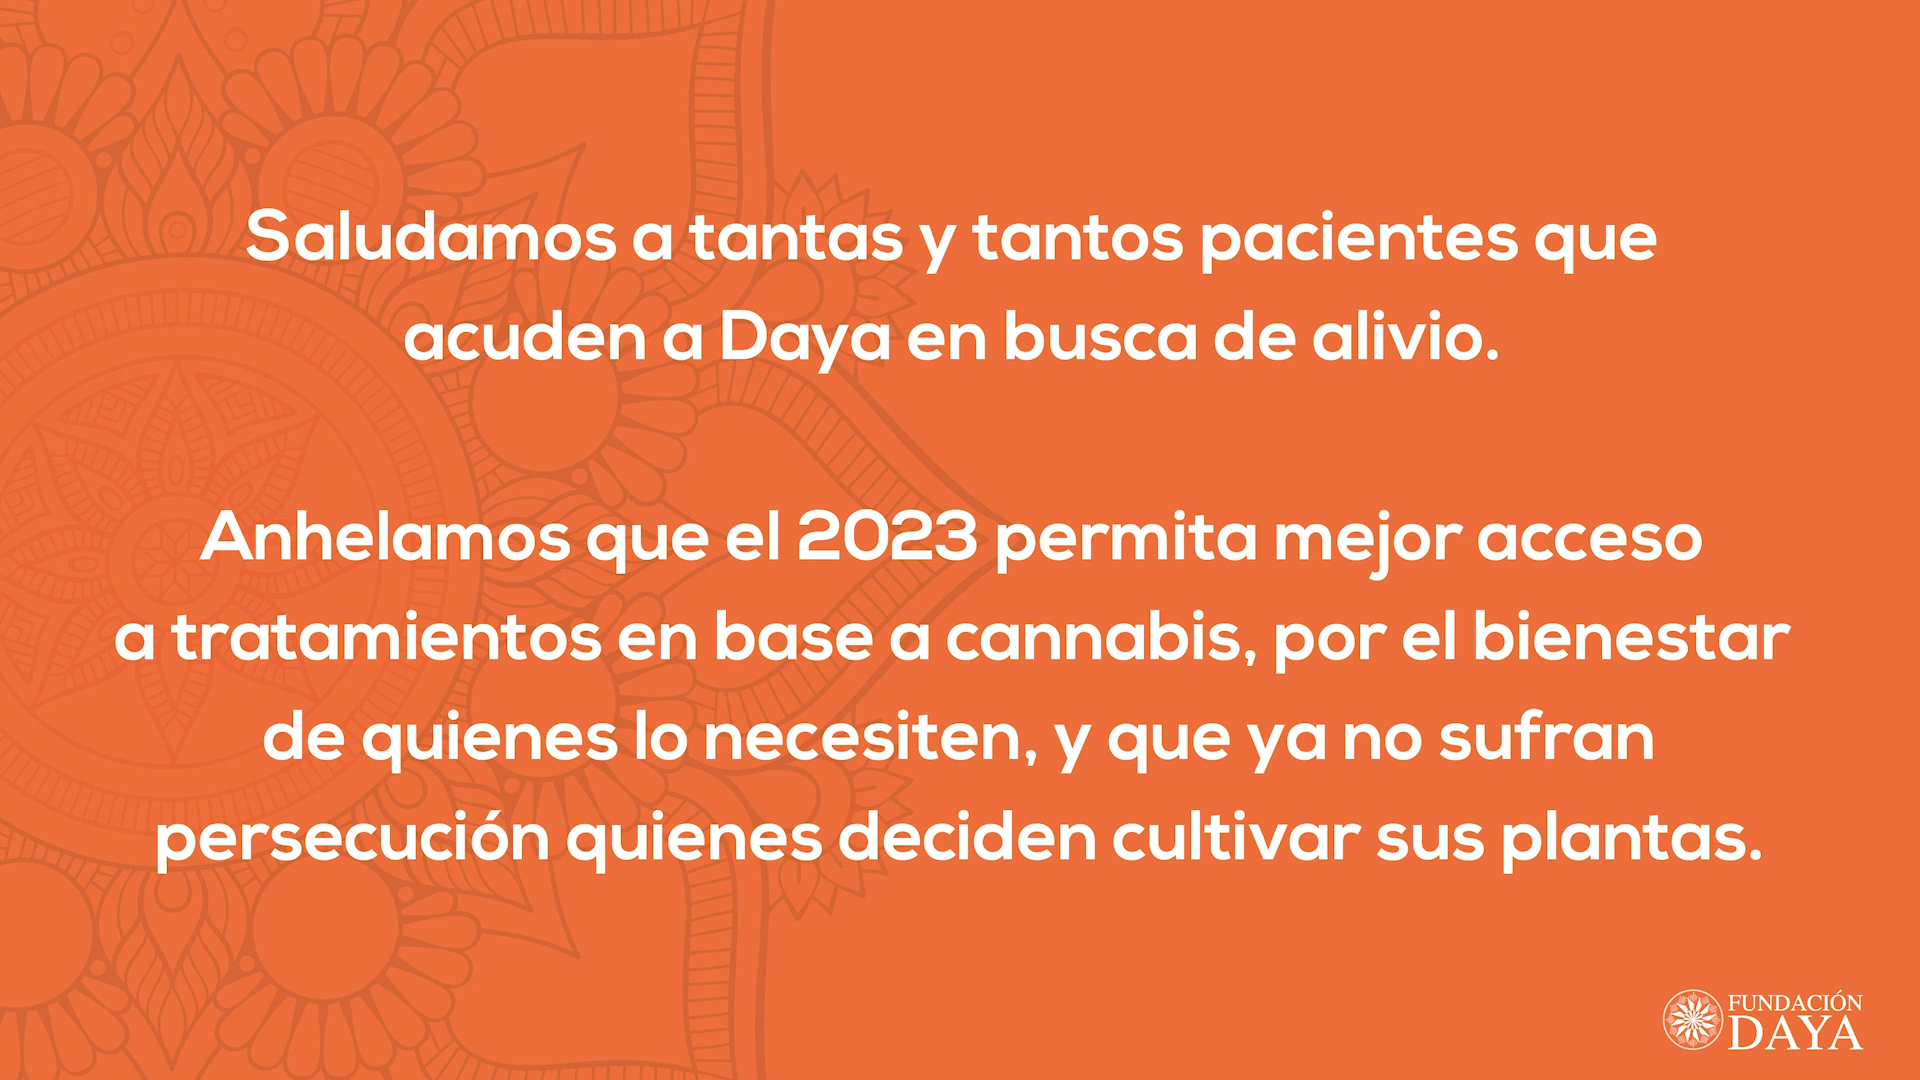 Saludamos a tantas y tantos pacientes que
acuden a Daya en busca de alivio.
Anhelamos que el 2023 permita mejor acceso
a tratamientos en base a cannabis, por el bienestar
de quienes lo necesiten, y que ya no sufran
persecución quienes deciden cultivar sus plantas.
FUNDACIÓN
DAYA